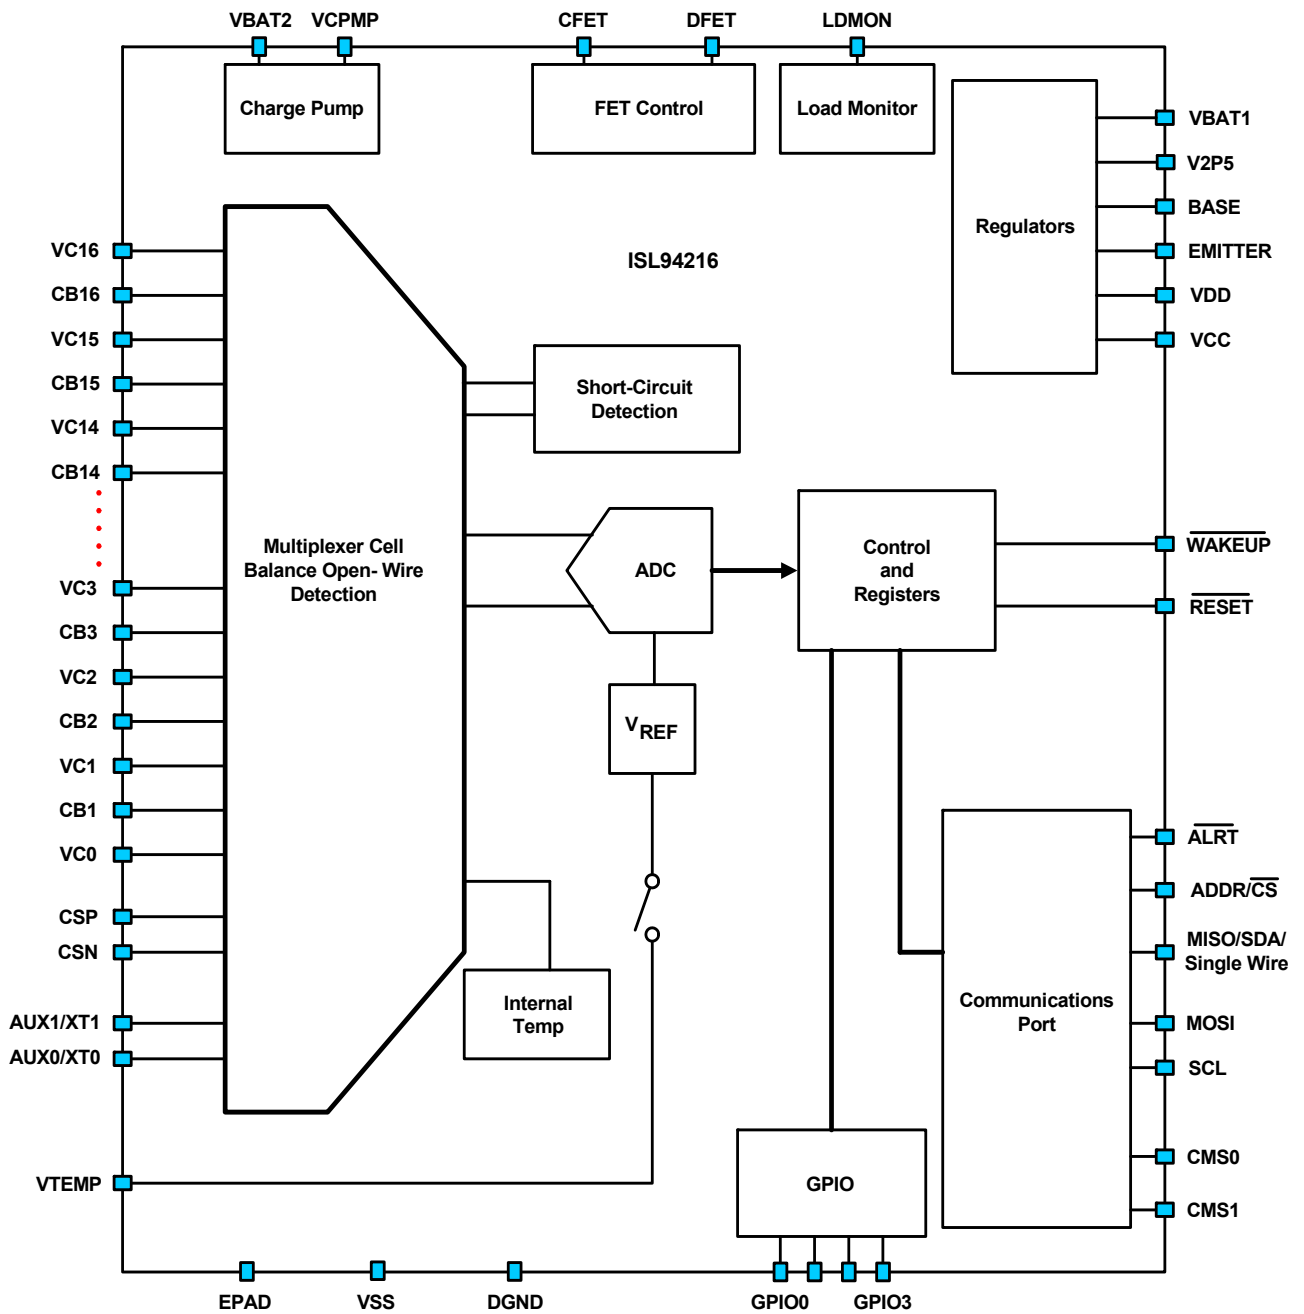 VBAT2
VCPMP
CFET
DFET
LDMON
Charge Pump
FET Control
Load Monitor
Regulators
VBAT1
V2P5
BASE
EMITTER
VDD
VCC
ISL94216
VC16
CB16
VC15
CB15
VC14
CB14
VC3
CB3
VC2
CB2
VC1
CB1
VC0
CSP
CSN
AUX1/XT1
AUX0/XT0
VTEMP
Multiplexer Cell
Balance Open- Wire
Detection
Short-Circuit
Detection
ADC
VREF
Internal
Temp
Control
and
Registers
WAKEUP
RESET
Communications
Port
ALRT
ADDR/CS
MISO/SDA/
Single Wire
MOSI
SCL
CMS0
CMS1
GPIO
EPAD
VSS
DGND
GPIO0
GPIO3